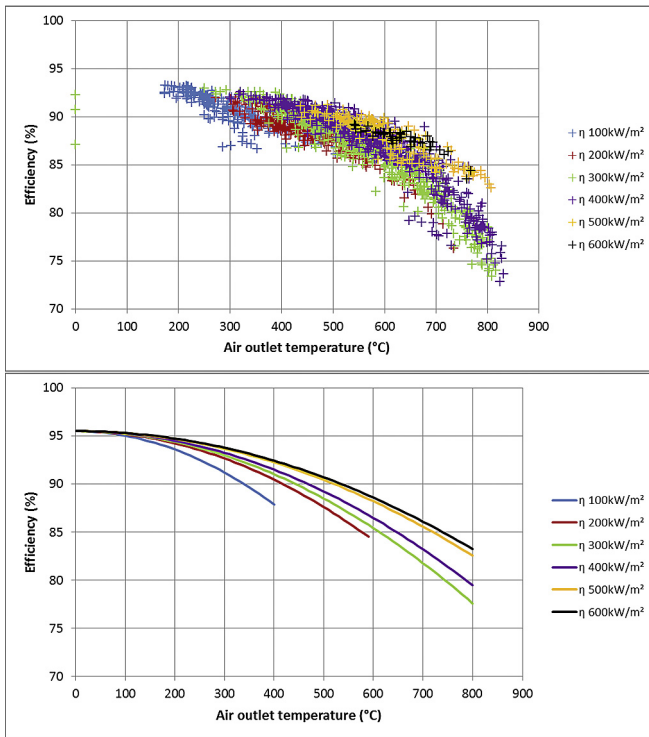 100
95
90
85
80
75
70
Efficiency (%)
0 100 200 300 400 500 600 700 800 900
Air outlet temperature (°C)
η 100kW/m²
η 200kW/m²
η 300kW/m²
η 400kW/m²
η 500kW/m²
η 600kW/m²
100
95
90
85
80
75
70
Efficiency (%)
0 100 200 300 400 500 600 700 800 900
Air outlet temperature (°C)
η 100kW/m²
η 200kW/m²
η 300kW/m²
η 400kW/m²
η 500kW/m²
η 600kW/m²